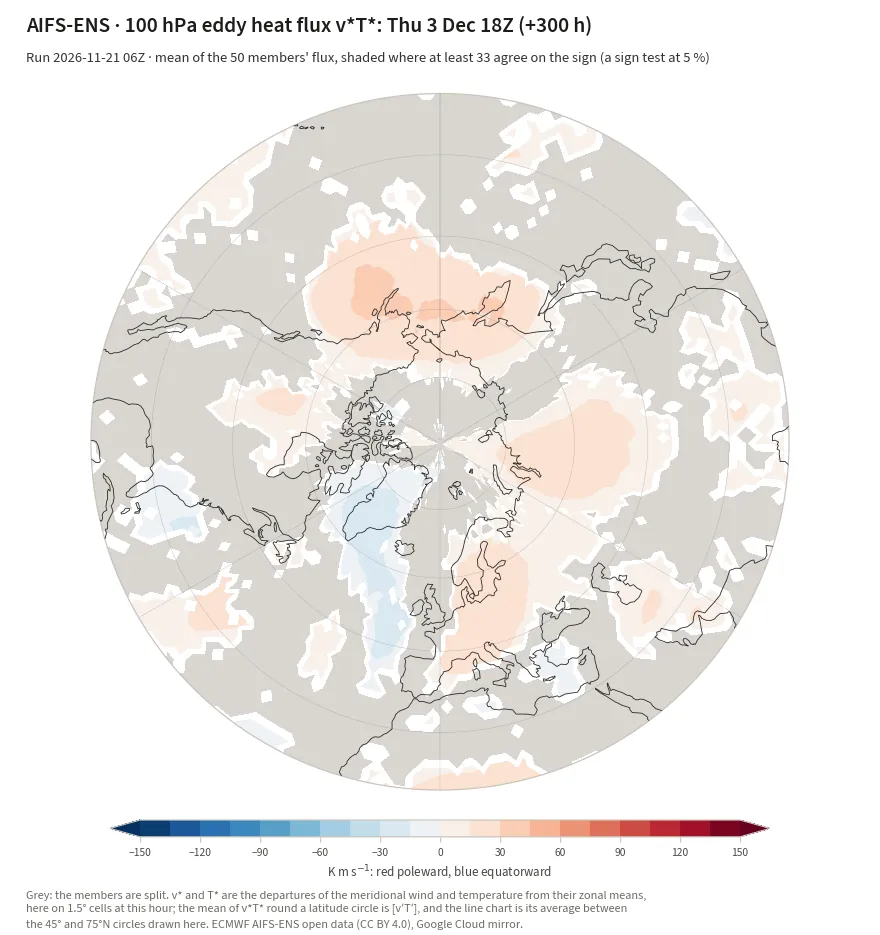 AIFS-ENS · 100 hPa eddy heat flux v*T*: Thu 3 Dec 18Z (+300 h)
Run 2026-11-21 06Z · mean of the 50 members' flux, shaded where at least 33 agree on the sign (a sign test at 5 %)
−150 −120 −90 −60 −30 0 30 60 90 120 150
K m s⁻¹: red poleward, blue equatorward
Grey: the members are split. v* and T* are the departures of the meridional wind and temperature from their zonal means,
here on 1.5° cells at this hour; the mean of v*T* round a latitude circle is [v'T'], and the line chart is its average between
the 45° and 75°N circles drawn here. ECMWF AIFS-ENS open data (CC BY 4.0), Google Cloud mirror.